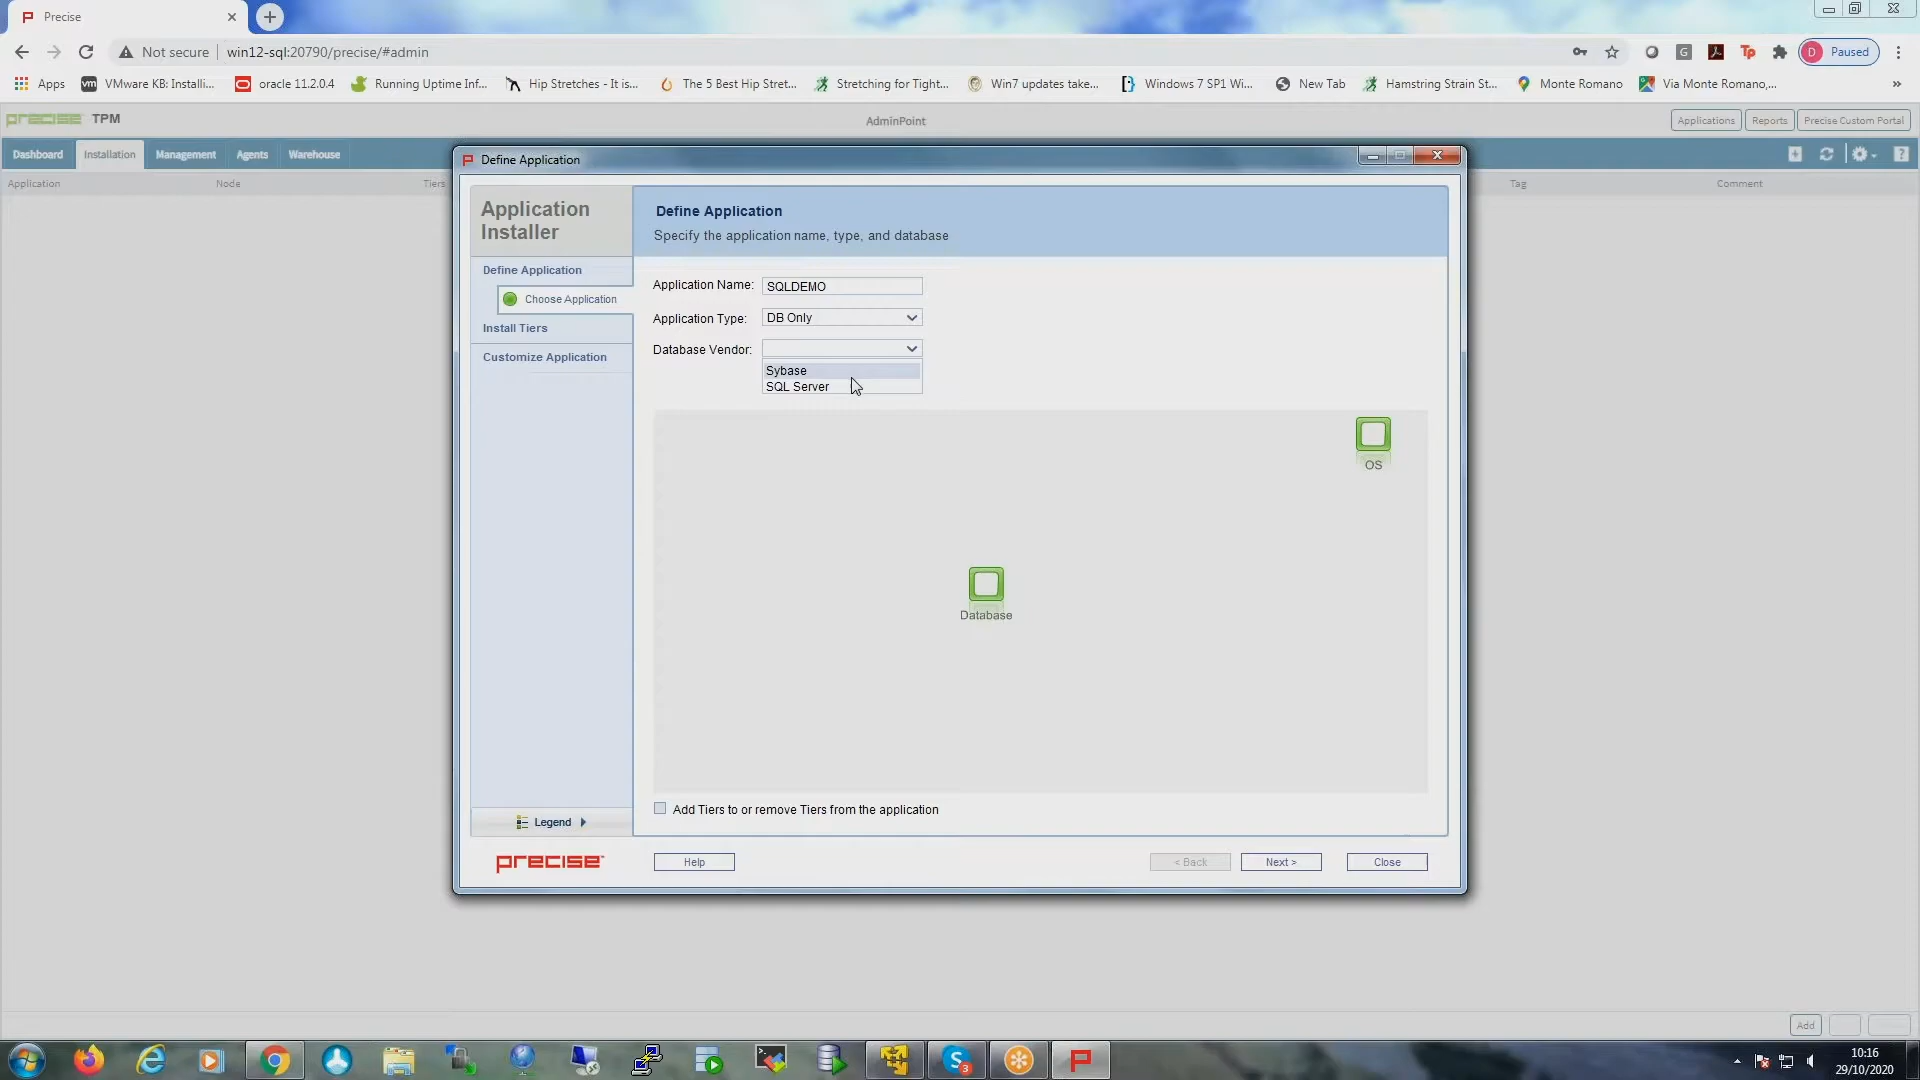 Precise
Not secure win12-sql:20790/precise/#admin
D Paused
Apps VMware KB: Installi... oracle 11.2.0.4 Running Uptime Inf... Hip Stretches - It is... The 5 Best Hip Stret... Stretching for Tight... Win7 updates take... Windows 7 SP1 Wi... New Tab Hamstring Strain St... Monte Romano Via Monte Romano,...
precise TPM AdminPoint Applications Reports Precise Custom Portal
Dashboard Installation Management Agents Warehouse
Application Node Tiers Tag Comment
Define Application
Application
Installer
Define Application
Specify the application name, type, and database
Define Application
Choose Application
Install Tiers
Customize Application
Application Name: SQLDEMO
Application Type: DB Only
Database Vendor:
Sybase
SQL Server
OS
Database
Add Tiers to or remove Tiers from the application
Legend
precise Help < Back Next > Close
Add
10:16
29/10/2020